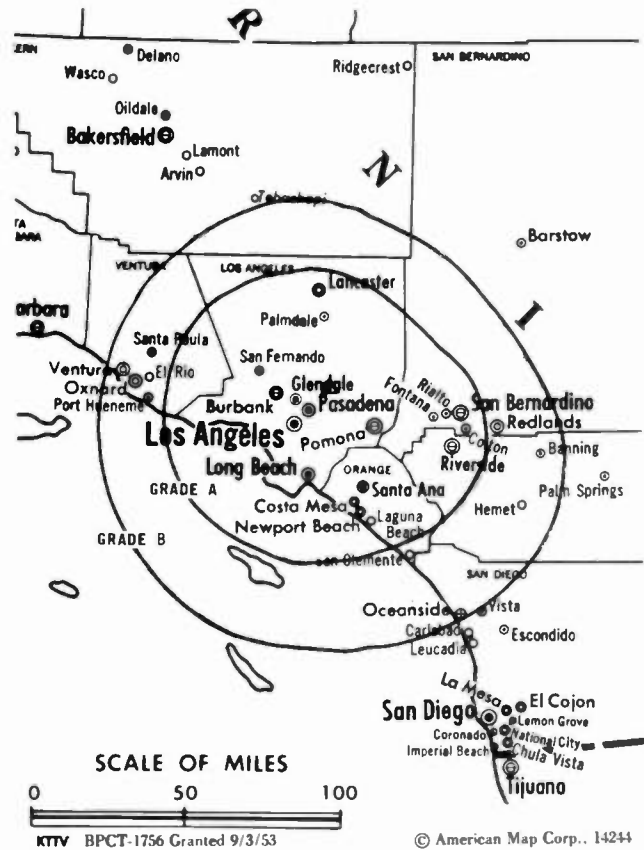 R
Delano
ERN
SAN BERNARDINO
Wasco
Ridgecrest
Oildale
Bakersfield
Lamont
Arvin
N
Tehachapi
TA
BARA
Barstow
VENTURA
LOS ANGELES
I
Lancaster
arbara
Palmdale
Santa Paula
San Fernando
Ventura
El Rio
Oxnard
Glendale
Port Hueneme
Burbank
Pasadena
Rialto
Fontana
San Bernardino
Redlands
Los Angeles
Pomona
Colton
Banning
Riverside
Long Beach
ORANGE
Palm Springs
GRADE A
Santa Ana
Costa Mesa
Hemet
Newport Beach
Laguna
Beach
GRADE B
San Clemente
SAN DIEGO
Oceanside
Vista
Carlsbad
Escondido
Leucadia
La Mesa
El Cajon
San Diego
Lemon Grove
Coronado
National City
Imperial Beach
Chula Vista
Tijuana
SCALE OF MILES
0 50 100
KTTV BPCT-1756 Granted 9/3/53
© American Map Corp., 14244